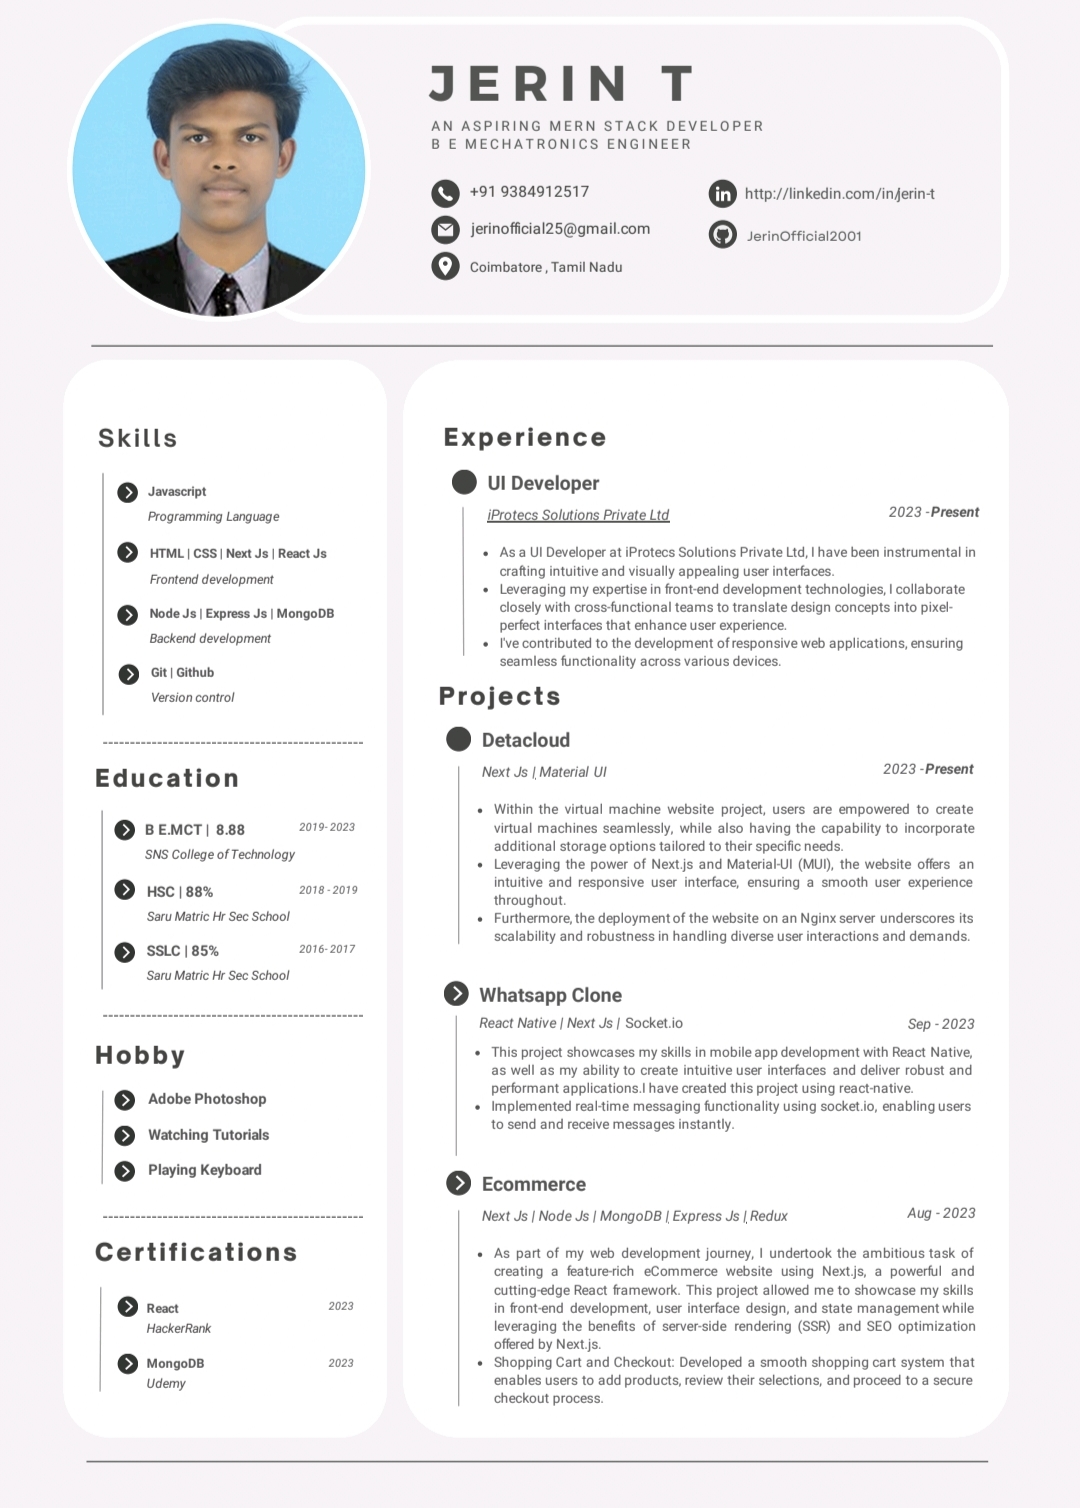 JERIN T
AN ASPIRING MERN STACK DEVELOPER
B E MECHATRONICS ENGINEER
+91 9384912517
http://linkedin.com/in/jerin-t
jerinofficial25@gmail.com
JerinOfficial2001
Coimbatore , Tamil Nadu
Skills
Javascript
Programming Language
HTML | CSS | Next Js | React Js
Frontend development
Node Js | Express Js | MongoDB
Backend development
Git | Github
Version control
Education
B E.MCT | 8.88 2019- 2023
SNS College of Technology
HSC | 88% 2018 - 2019
Saru Matric Hr Sec School
SSLC | 85% 2016- 2017
Saru Matric Hr Sec School
Hobby
Adobe Photoshop
Watching Tutorials
Playing Keyboard
Certifications
React 2023
HackerRank
MongoDB 2023
Udemy
Experience
UI Developer
iProtecs Solutions Private Ltd 2023 -Present
• As a UI Developer at iProtecs Solutions Private Ltd, I have been instrumental in
crafting intuitive and visually appealing user interfaces.
• Leveraging my expertise in front-end development technologies, I collaborate
closely with cross-functional teams to translate design concepts into pixel-
perfect interfaces that enhance user experience.
• I've contributed to the development of responsive web applications, ensuring
seamless functionality across various devices.
Projects
Detacloud
Next Js | Material UI 2023 -Present
• Within the virtual machine website project, users are empowered to create
virtual machines seamlessly, while also having the capability to incorporate
additional storage options tailored to their specific needs.
• Leveraging the power of Next.js and Material-UI (MUI), the website offers an
intuitive and responsive user interface, ensuring a smooth user experience
throughout.
• Furthermore, the deployment of the website on an Nginx server underscores its
scalability and robustness in handling diverse user interactions and demands.
Whatsapp Clone
React Native | Next Js | Socket.io Sep - 2023
• This project showcases my skills in mobile app development with React Native,
as well as my ability to create intuitive user interfaces and deliver robust and
performant applications.I have created this project using react-native.
• Implemented real-time messaging functionality using socket.io, enabling users
to send and receive messages instantly.
Ecommerce
Next Js | Node Js | MongoDB | Express Js | Redux Aug - 2023
• As part of my web development journey, I undertook the ambitious task of
creating a feature-rich eCommerce website using Next.js, a powerful and
cutting-edge React framework. This project allowed me to showcase my skills
in front-end development, user interface design, and state management while
leveraging the benefits of server-side rendering (SSR) and SEO optimization
offered by Next.js.
• Shopping Cart and Checkout: Developed a smooth shopping cart system that
enables users to add products, review their selections, and proceed to a secure
checkout process.